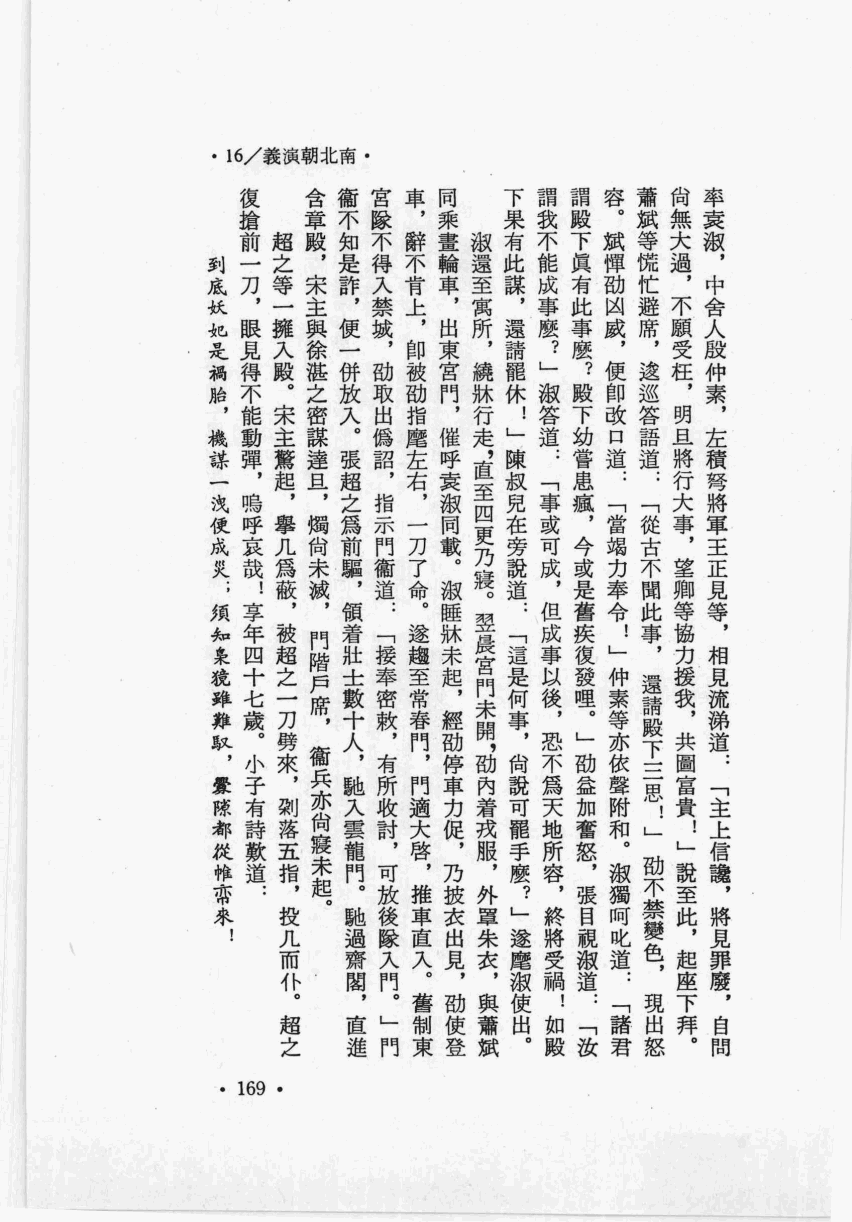 •16／義演朝北南•
率袁淑，中舍人殷仲素，左積弩將軍王正見等，相見流涕道：「主上信讒，將見罪廢，自問
尙無大過，不願受枉，明旦將行大事，望卿等協力援我，共圖富貴！」說至此，起座下拜。
蕭斌等慌忙避席，逡巡答語道：「從古不聞此事，還請殿下三思！」劭不禁變色，現出怒
容。斌憚劭凶威，便卽改口道：「當竭力奉令！」仲素等亦依聲附和。淑獨呵叱道：「諸君
謂殿下眞有此事麽？殿下幼嘗患瘋，今或是舊疾復發哩。」劭益加奮怒，張目視淑道：「汝
謂我不能成事麽？」淑答道：「事或可成，但成事以後，恐不爲天地所容，終將受禍！如殿
下果有此謀，還請罷休！」陳叔兒在旁說道：「這是何事，尙說可罷手麽？」遂麾淑使出。
淑還至寓所，繞牀行走，直至四更乃寢。翌晨宮門未開，劭內着戎服，外罩朱衣，與蕭斌
同乘畫輪車，出東宮門，催呼袁淑同載。淑睡牀未起，經劭停車力促，乃披衣出見，劭使登
車，辭不肯上，卽被劭指麾左右，一刀了命。遂趨至常春門，門適大啓，推車直入。舊制東
宮隊不得入禁城，劭取出僞詔，指示門衞道：「接奉密敕，有所收討，可放後隊入門。」門
衞不知是詐，便一併放入。張超之爲前驅，領着壯士數十人，馳入雲龍門。馳過齋閣，直進
含章殿，宋主與徐湛之密謀達旦，燭尙未滅，門階戶席，衞兵亦尙寢未起。
超之等一擁入殿。宋主驚起，舉几爲蔽，被超之一刀劈來，剁落五指，投几而仆。超之
復搶前一刀，眼見得不能動彈，嗚呼哀哉！享年四十七歲。小子有詩歎道：
到底妖妃是禍胎，機謀一洩便成災；須知梟獍雖難馭，釁隙都從帷帟來！
•169•